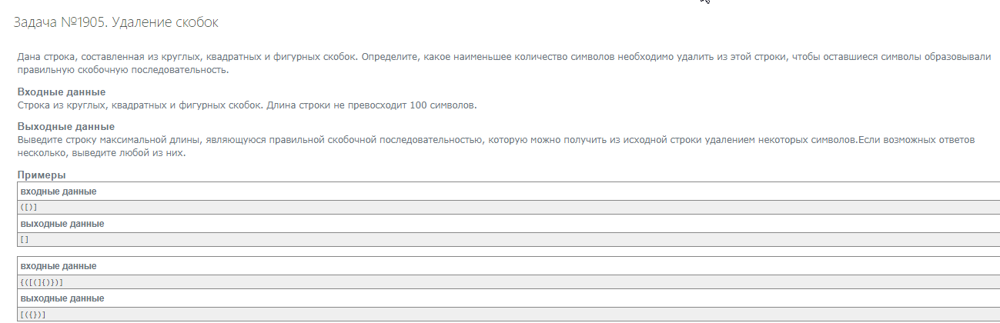 Задача №1905. Удаление скобок
Дана строка, составленная из круглых, квадратных и фигурных скобок. Определите, какое наименьшее количество символов необходимо удалить из этой строки, чтобы оставшиеся символы образовывали
правильную скобочную последовательность.
Входные данные
Строка из круглых, квадратных и фигурных скобок. Длина строки не превосходит 100 символов.
Выходные данные
Выведите строку максимальной длины, являющуюся правильной скобочной последовательностью, которую можно получить из исходной строки удалением некоторых символов.Если возможных ответов
несколько, выведите любой из них.
Примеры
входные данные
([)]
выходные данные
[]
входные данные
{([(]{)})]
выходные данные
[({})]